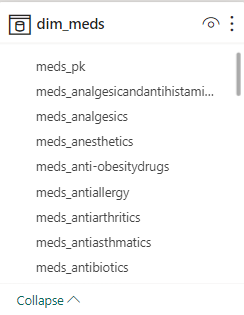 dim_meds
meds_pk
meds_analgesicandantihistami...
meds_analgesics
meds_anesthetics
meds_anti-obesitydrugs
meds_antiallergy
meds_antiarthritics
meds_antiasthmatics
meds_antibiotics
Collapse